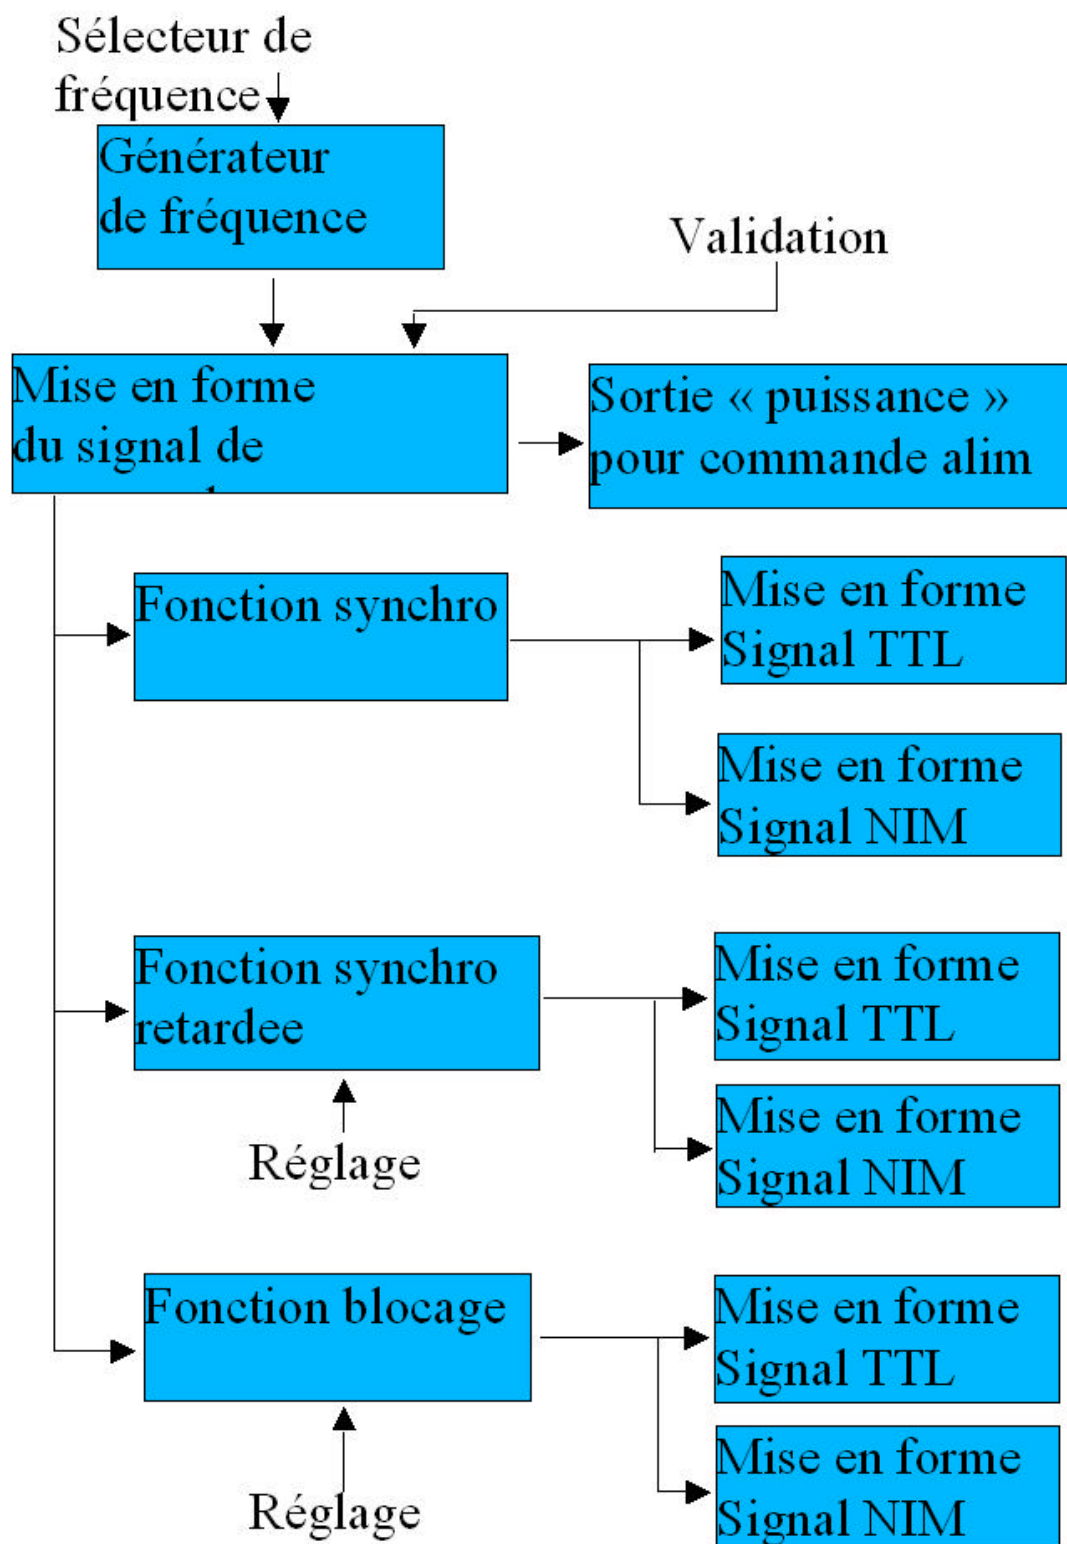 Sélecteur de
fréquence
Générateur
de fréquence
Validation
Mise en forme
du signal de
Sortie « puissance »
pour commande alim
Fonction synchro
Mise en forme
Signal TTL
Mise en forme
Signal NIM
Fonction synchro
retardee
Mise en forme
Signal TTL
Mise en forme
Signal NIM
Réglage
Fonction blocage
Mise en forme
Signal TTL
Mise en forme
Signal NIM
Réglage